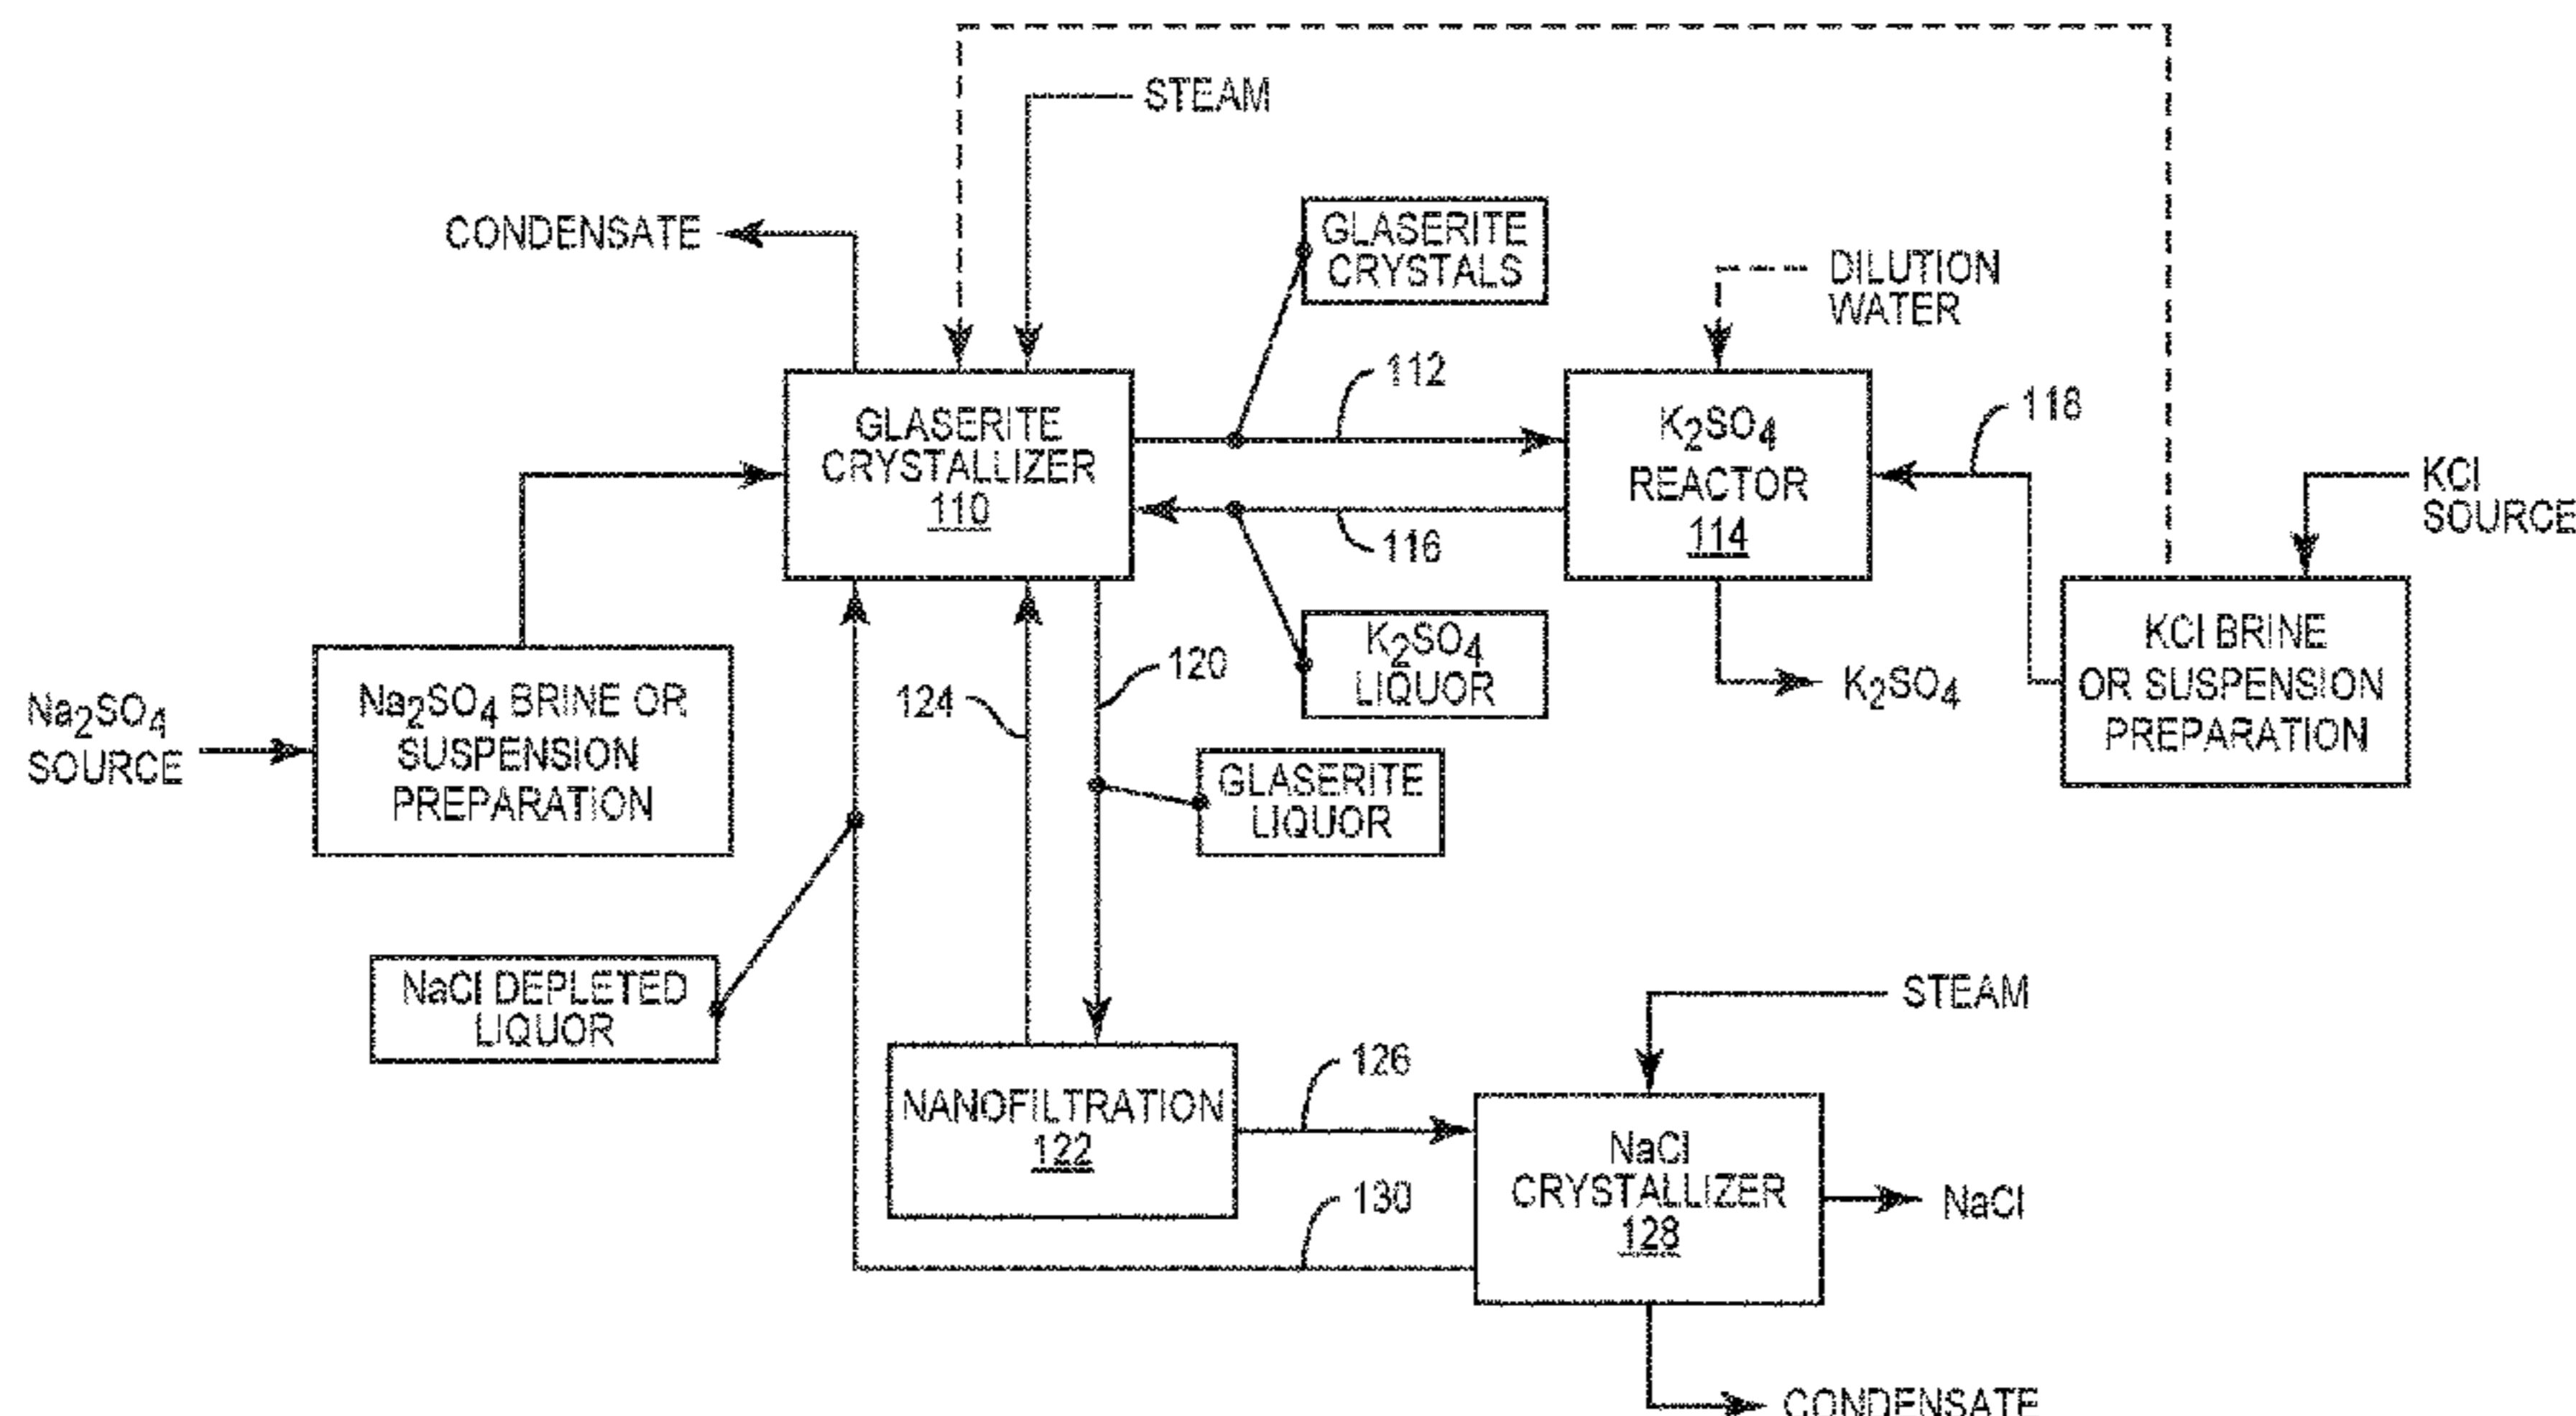 STEAM
CONDENSATE
GLASERITE
CRYSTALS
DILUTION
WATER
112
118
GLASERITE
CRYSTALLIZER
110
K2SO4
REACTOR
114
KCl
SOURCE
116
K2SO4
LIQUOR
KCl BRINE
OR SUSPENSION
PREPARATION
Na2SO4
SOURCE
Na2SO4 BRINE OR
SUSPENSION
PREPARATION
124
120
K2SO4
GLASERITE
LIQUOR
NaCl DEPLETED
LIQUOR
STEAM
NANOFILTRATION
122
126
NaCl
CRYSTALLIZER
128
NaCl
130
CONDENSATE